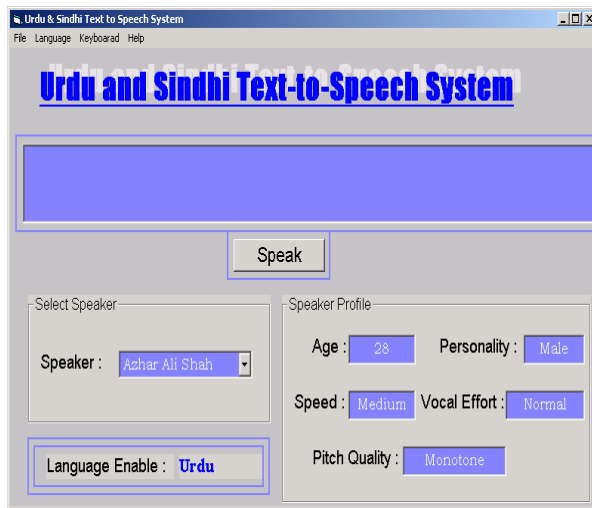 Urdu & Sindhi Text to Speech System
File Language Keyboarad Help
Urdu and Sindhi Text-to-Speech System
Speak
Select Speaker
Speaker : Azhar Ali Shah
Language Enable : Urdu
Speaker Profile
Age : 28 Personality : Male
Speed : Medium Vocal Effort : Normal
Pitch Quality : Monotone